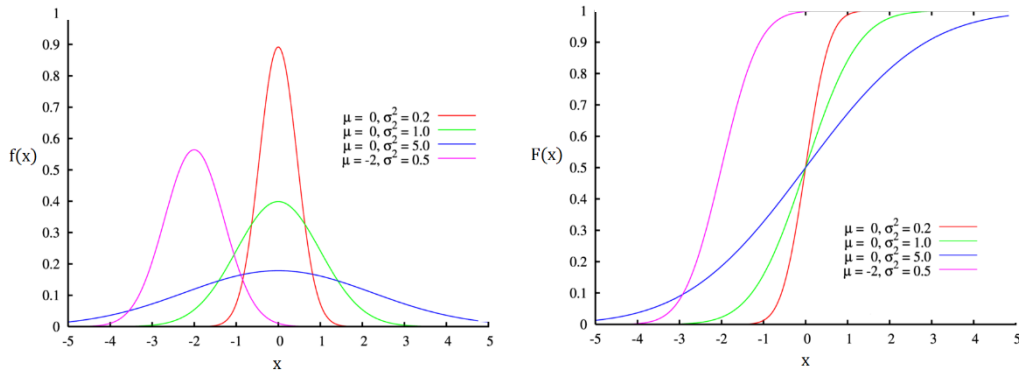 1
0.9
0.8
0.7
0.6
0.5
0.4
0.3
0.2
0.1
0
f(x)
μ = 0, σ² = 0.2
μ = 0, σ² = 1.0
μ = 0, σ² = 5.0
μ = -2, σ² = 0.5
-5 -4 -3 -2 -1 0 1 2 3 4 5
x
1
0.9
0.8
0.7
0.6
0.5
0.4
0.3
0.2
0.1
0
F(x)
μ = 0, σ² = 0.2
μ = 0, σ² = 1.0
μ = 0, σ² = 5.0
μ = -2, σ² = 0.5
-5 -4 -3 -2 -1 0 1 2 3 4 5
x